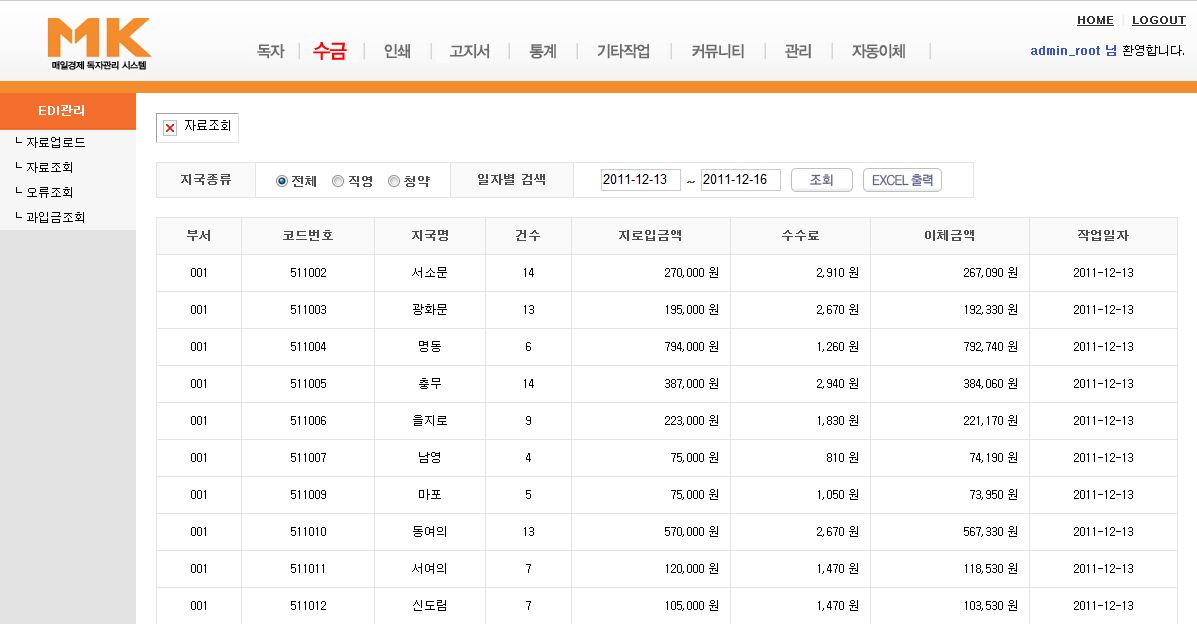 HOME LOGOUT
MK
매일경제 독자관리 시스템
독자 수금 인쇄 고지서 통계 기타작업 커뮤니티 관리 자동이체
admin_root 님 환영합니다.
EDI관리
└ 자료업로드
└ 자료조회
└ 오류조회
└ 과입금조회
자료조회
지국종류 전체 직영 청약 일자별 검색 2011-12-13 ~ 2011-12-16 조회 EXCEL 출력
부서 코드번호 지국명 건수 지로입금액 수수료 이체금액 작업일자
001 511002 서소문 14 270,000 원 2,910 원 267,090 원 2011-12-13
001 511003 광화문 13 195,000 원 2,670 원 192,330 원 2011-12-13
001 511004 명동 6 794,000 원 1,260 원 792,740 원 2011-12-13
001 511005 충무 14 387,000 원 2,940 원 384,060 원 2011-12-13
001 511006 을지로 9 223,000 원 1,830 원 221,170 원 2011-12-13
001 511007 남영 4 75,000 원 810 원 74,190 원 2011-12-13
001 511009 마포 5 75,000 원 1,050 원 73,950 원 2011-12-13
001 511010 동여의 13 570,000 원 2,670 원 567,330 원 2011-12-13
001 511011 서여의 7 120,000 원 1,470 원 118,530 원 2011-12-13
001 511012 신도림 7 105,000 원 1,470 원 103,530 원 2011-12-13